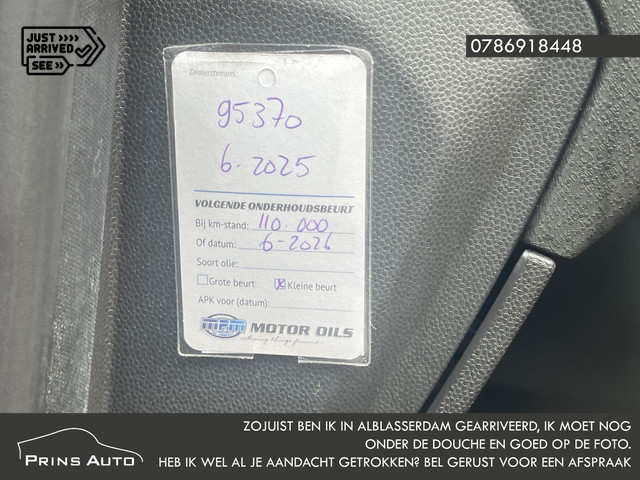 JUST
ARRIVED
SEE
0786918448
Dealerstempel:
95370
6-2025
VOLGENDE ONDERHOUDSBEURT
Bij km-stand: 110.000
Of datum: 6-2026
Soort olie:
Grote beurt Kleine beurt
APK voor (datum):
MPM MOTOR OILS
PRINS AUTO
ZOJUIST BEN IK IN ALBLASSERDAM GEARRIVEERD, IK MOET NOG
ONDER DE DOUCHE EN GOED OP DE FOTO.
HEB IK WEL AL JE AANDACHT GETROKKEN? BEL GERUST VOOR EEN AFSPRAAK